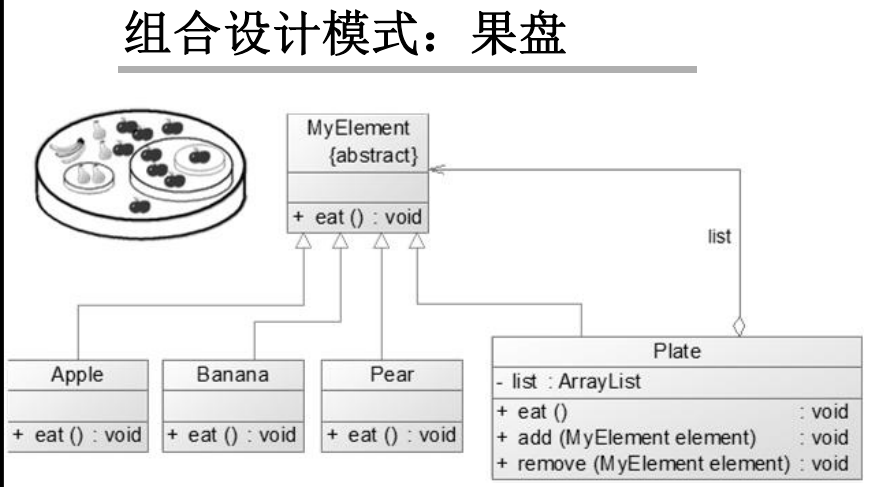 组合设计模式：果盘
MyElement
{abstract}
+ eat () : void
list
Apple
+ eat () : void
Banana
+ eat () : void
Pear
+ eat () : void
Plate
- list : ArrayList
+ eat () : void
+ add (MyElement element) : void
+ remove (MyElement element) : void